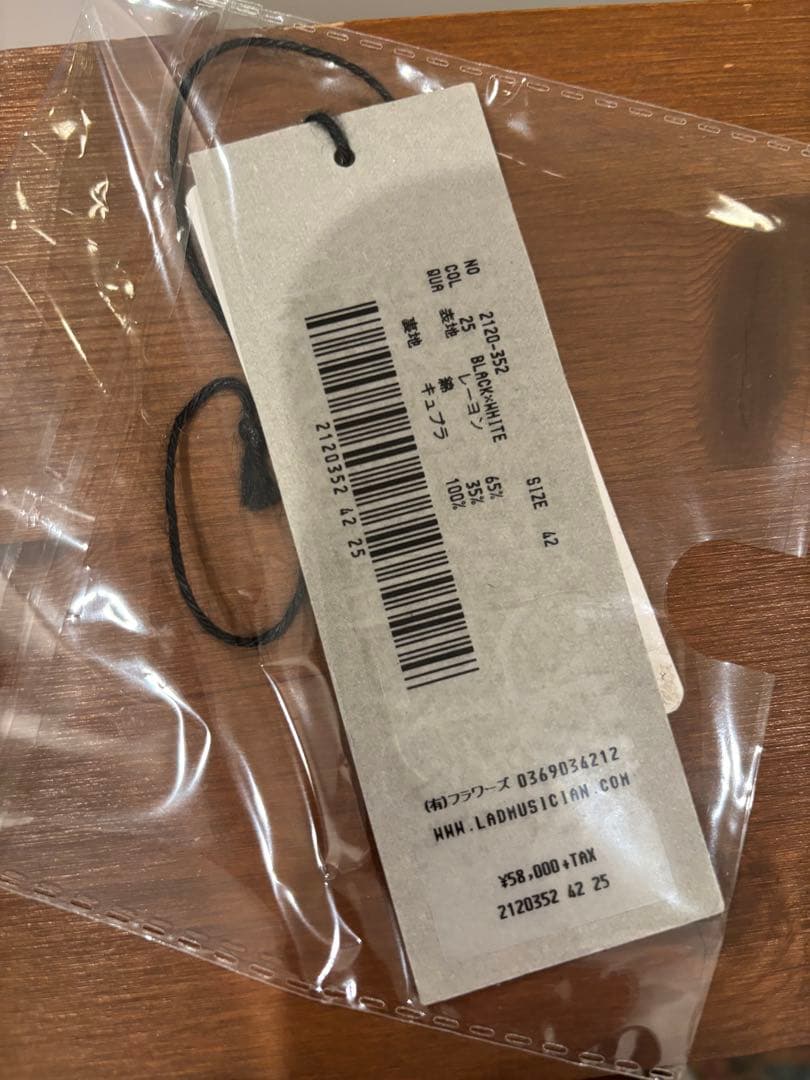 NO 2120-352 SIZE 42
COL 25 BLACK×WHITE
QUA 表地 レーヨン 65%
綿 35%
裏地 キュプラ 100%
2120352 42 25
(有)フラワーズ 0369034212
WWW.LADMUSICIAN.COM
¥58,000+TAX
2120352 42 25